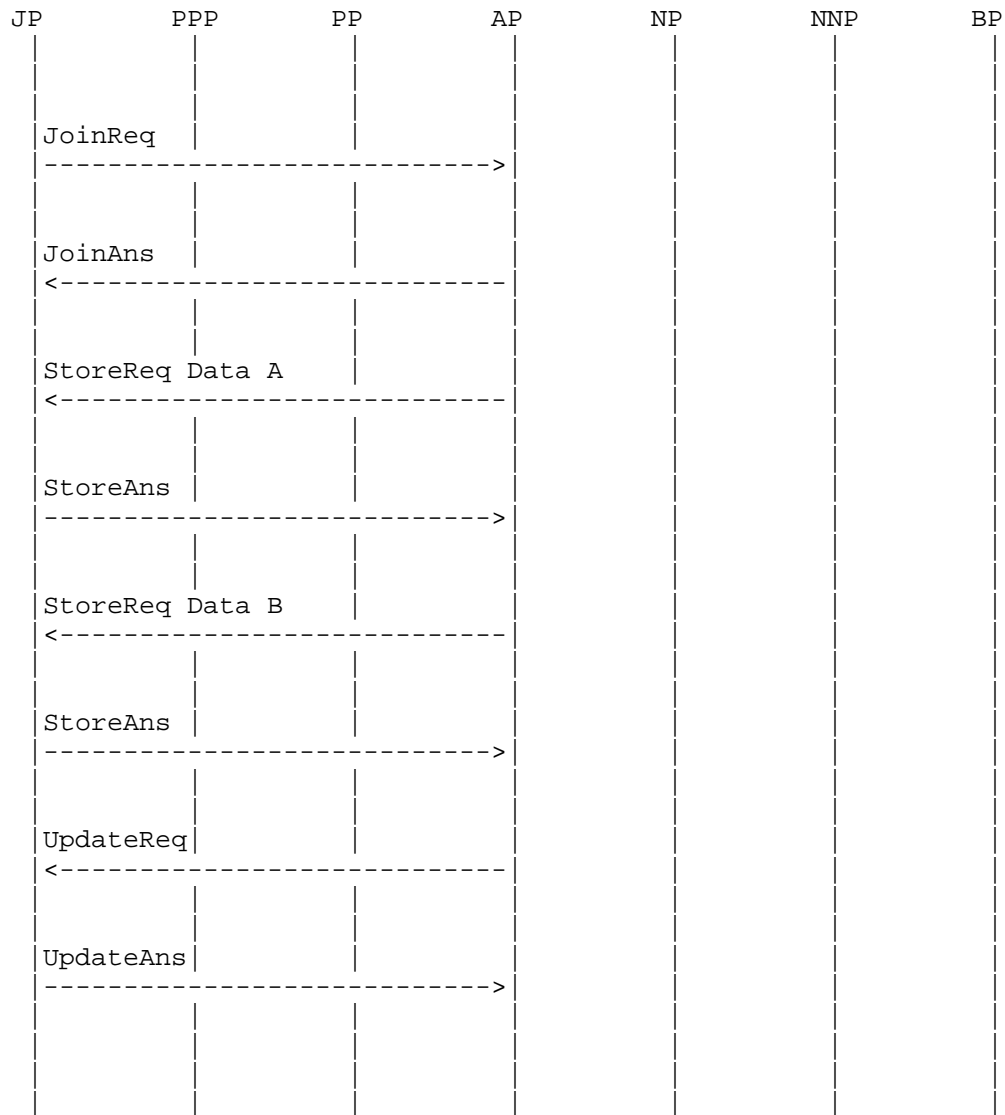 JP PPP PP AP NP NNP BP
JoinReq
JoinAns
StoreReq Data A
StoreAns
StoreReq Data B
StoreAns
UpdateReq
UpdateAns